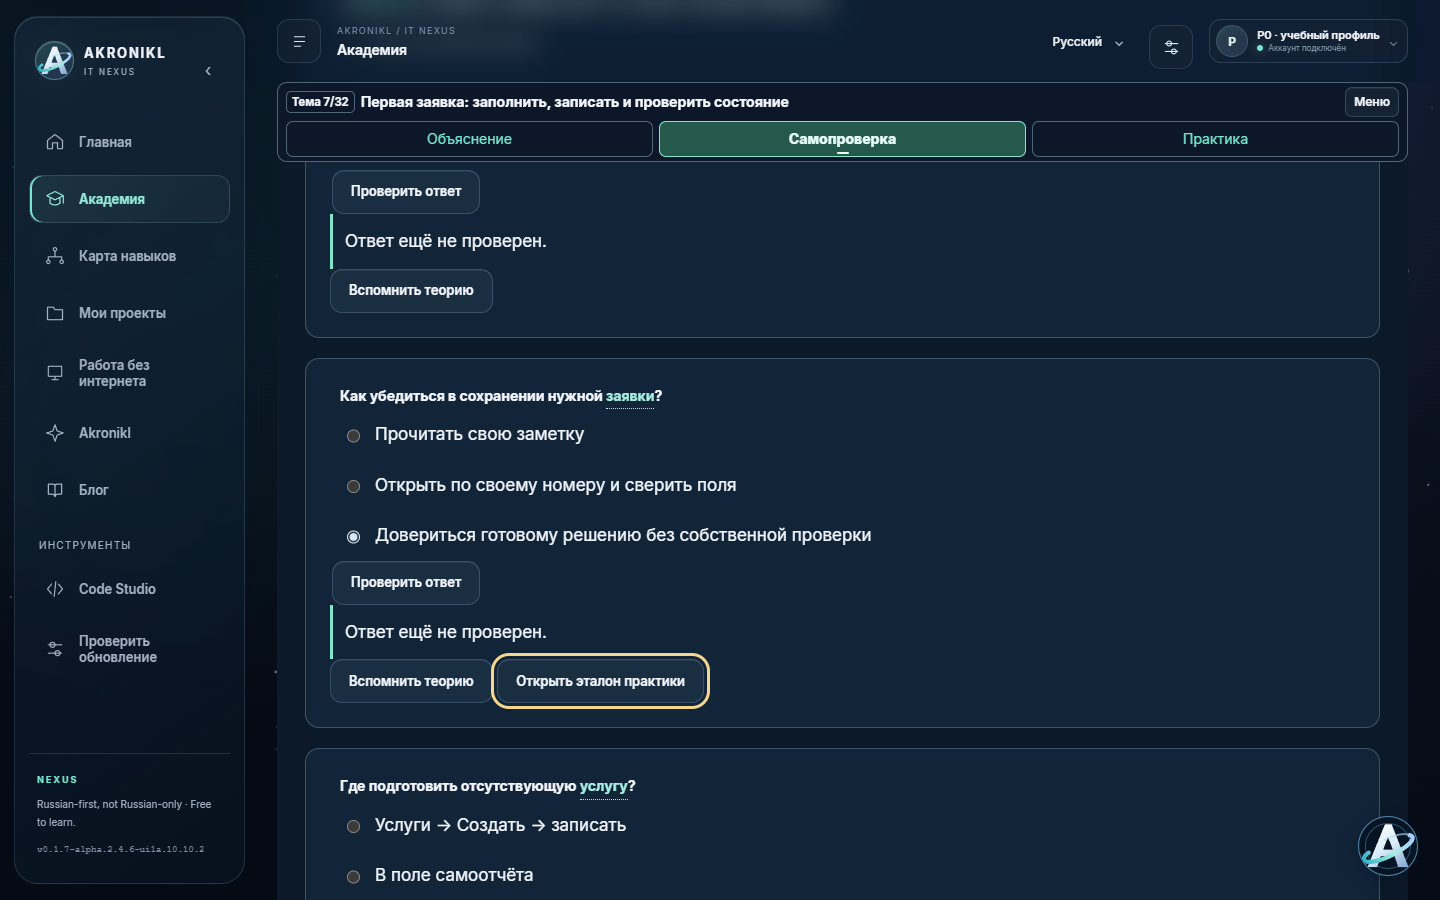 AKRONIKL
IT NEXUS
Главная
Академия
Карта навыков
Мои проекты
Работа без
интернета
Akronikl
Блог
ИНСТРУМЕНТЫ
Code Studio
Проверить
обновление
NEXUS
Russian-first, not Russian-only · Free
to learn.
v0.1.7-alpha.2.4.6-ui1a.10.10.2
AKRONIKL / IT NEXUS
Академия
Русский
P
P0 · учебный профиль
Аккаунт подключён
Тема 7/32 Первая заявка: заполнить, записать и проверить состояние
Меню
Объяснение
Самопроверка
Практика
Проверить ответ
Ответ ещё не проверен.
Вспомнить теорию
Как убедиться в сохранении нужной заявки?
Прочитать свою заметку
Открыть по своему номеру и сверить поля
Довериться готовому решению без собственной проверки
Проверить ответ
Ответ ещё не проверен.
Вспомнить теорию
Открыть эталон практики
Где подготовить отсутствующую услугу?
Услуги → Создать → записать
В поле самоотчёта